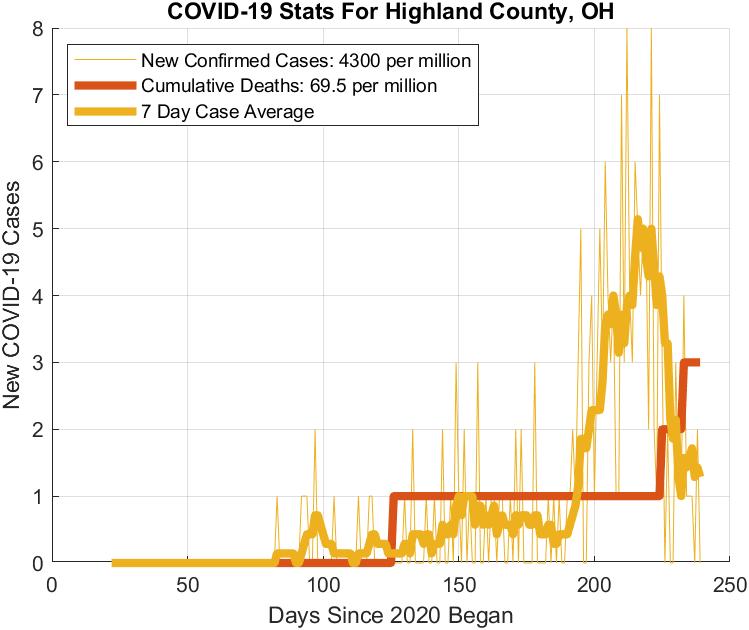 COVID-19 Stats For Highland County, OH
New Confirmed Cases: 4300 per million
Cumulative Deaths: 69.5 per million
7 Day Case Average
New COVID-19 Cases
8
7
6
5
4
3
2
1
0
0 50 100 150 200 250
Days Since 2020 Began